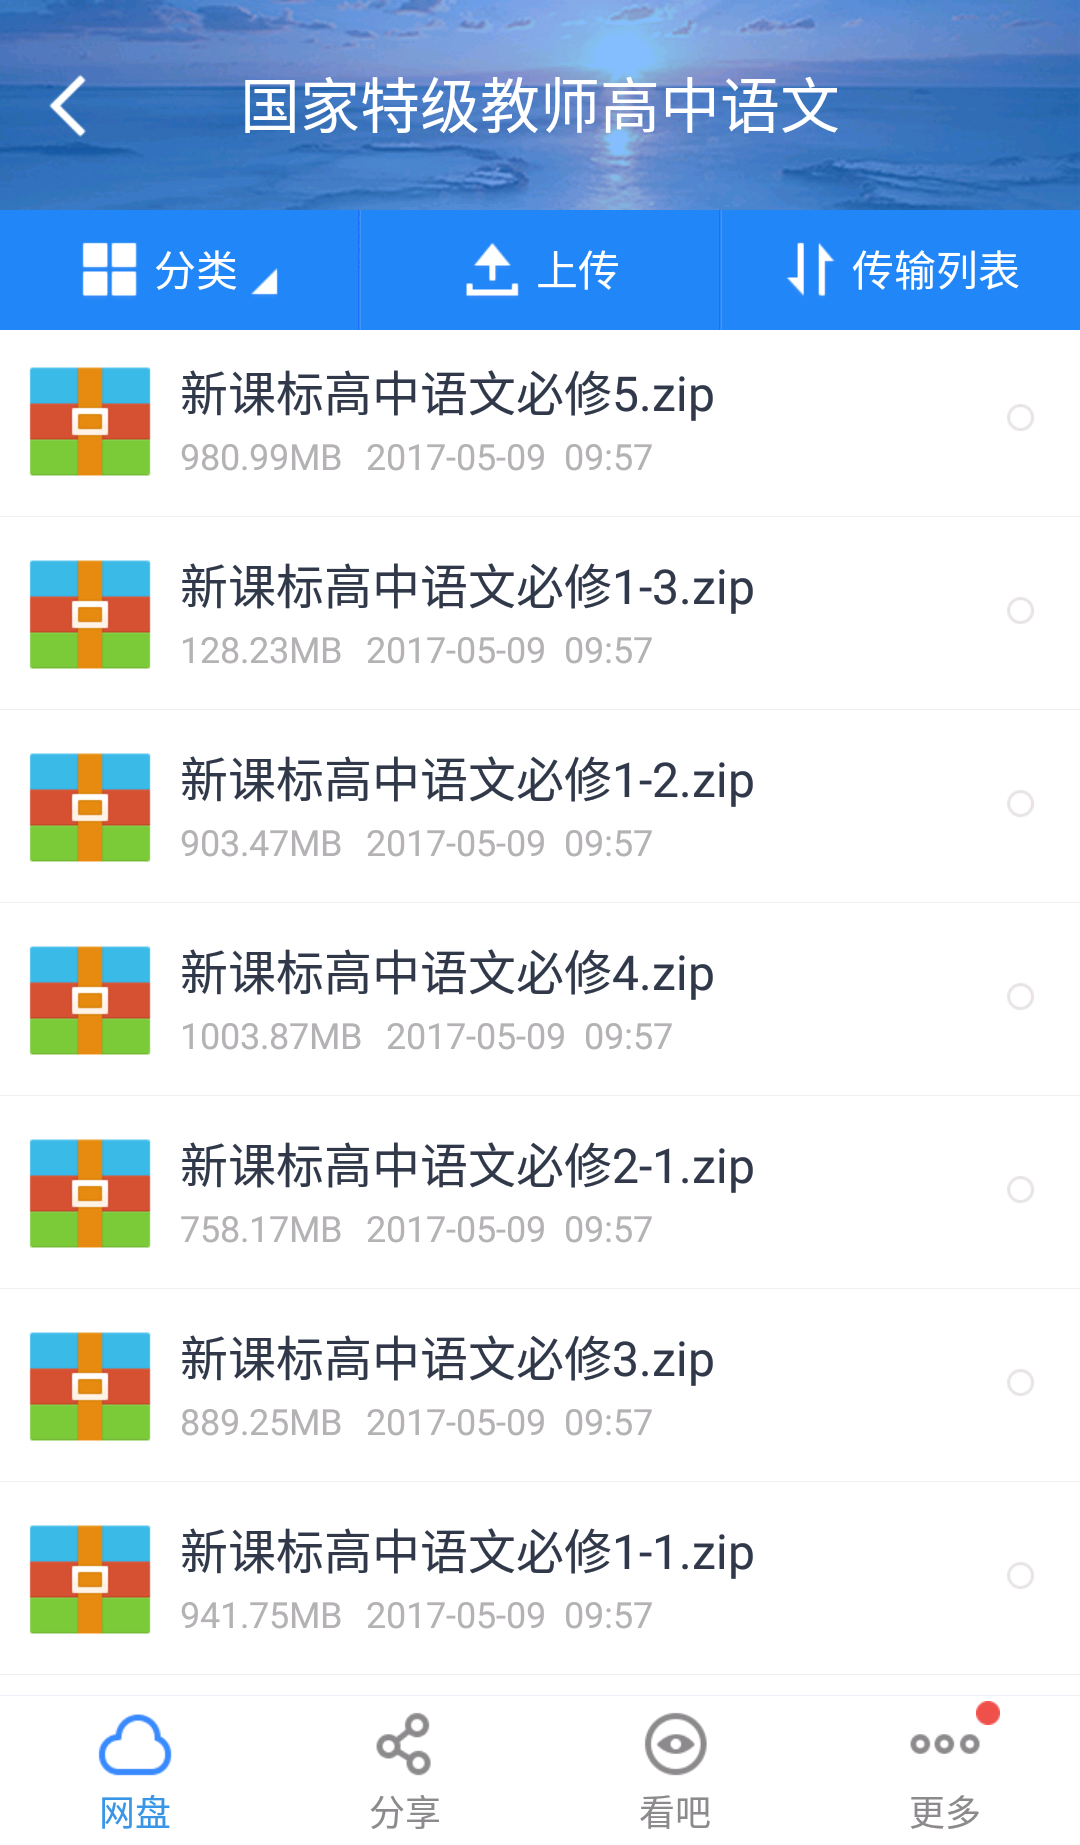 国家特级教师高中语文
分类 上传 传输列表
新课标高中语文必修5.zip
980.99MB 2017-05-09 09:57
新课标高中语文必修1-3.zip
128.23MB 2017-05-09 09:57
新课标高中语文必修1-2.zip
903.47MB 2017-05-09 09:57
新课标高中语文必修4.zip
1003.87MB 2017-05-09 09:57
新课标高中语文必修2-1.zip
758.17MB 2017-05-09 09:57
新课标高中语文必修3.zip
889.25MB 2017-05-09 09:57
新课标高中语文必修1-1.zip
941.75MB 2017-05-09 09:57
网盘 分享 看吧 更多